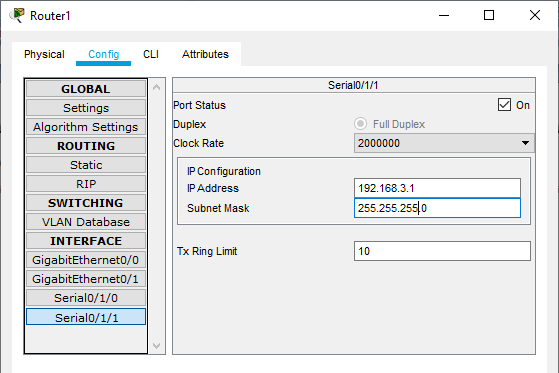 Router1
Physical Config CLI Attributes
GLOBAL
Settings
Algorithm Settings
ROUTING
Static
RIP
SWITCHING
VLAN Database
INTERFACE
GigabitEthernet0/0
GigabitEthernet0/1
Serial0/1/0
Serial0/1/1
Serial0/1/1
Port Status On
Duplex Full Duplex
Clock Rate 2000000
IP Configuration
IP Address 192.168.3.1
Subnet Mask 255.255.255.0
Tx Ring Limit 10